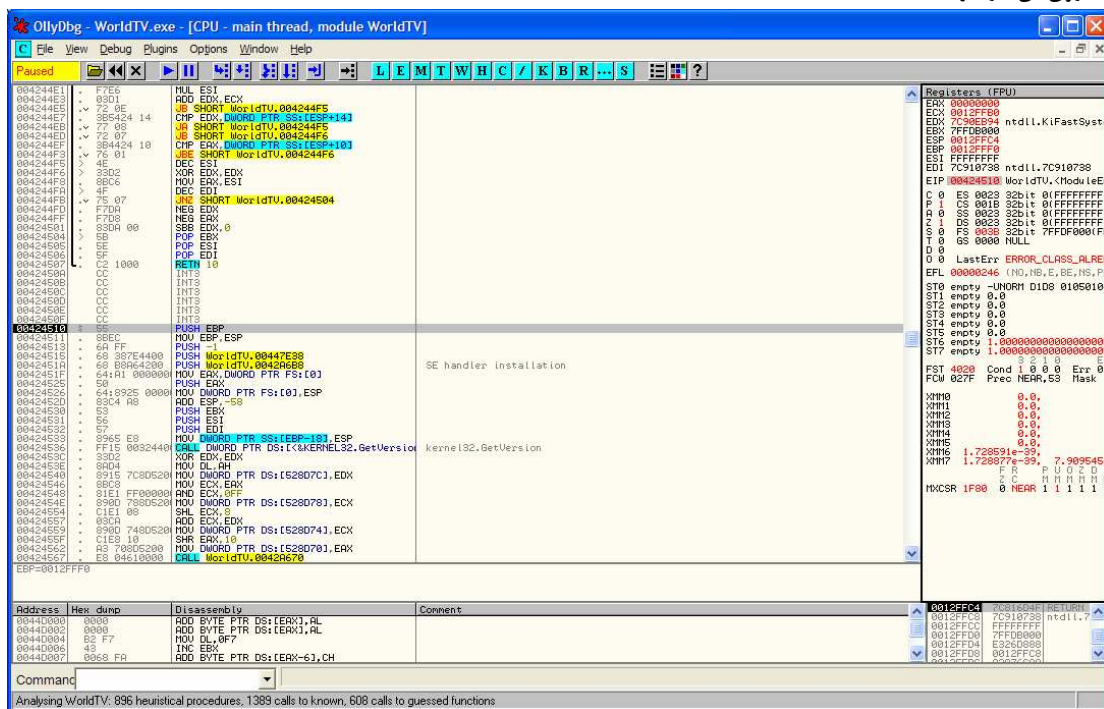 OllyDbg - WorldTV.exe - [CPU - main thread, module WorldTV]
C File View Debug Plugins Options Window Help
Paused L E M T W H C / K B R ... S ?
004244E1 . F7E6 MUL ESI
004244E3 . 03D1 ADD EDX,ECX
004244E5 .v 72 0E JB SHORT WorldTV.004244F5
004244E7 . 3B5424 14 CMP EDX,DWORD PTR SS:[ESP+14]
004244EB .v 77 08 JA SHORT WorldTV.004244F5
004244ED .v 72 07 JB SHORT WorldTV.004244F6
004244EF . 3B4424 10 CMP EAX,DWORD PTR SS:[ESP+10]
004244F3 .v 76 01 JBE SHORT WorldTV.004244F6
004244F5 > 4E DEC ESI
004244F6 > 33D2 XOR EDX,EDX
004244F8 . 8BC6 MOV EAX,ESI
004244FA > 4F DEC EDI
004244FB .v 75 07 JNZ SHORT WorldTV.00424504
004244FD . F7DA NEG EDX
004244FF . F7D8 NEG EAX
00424501 . 83DA 00 SBB EDX,0
00424504 > 5B POP EBX
00424505 . 5E POP ESI
00424506 . 5F POP EDI
00424507 . C2 1000 RETN 10
0042450A CC INT3
0042450B CC INT3
0042450C CC INT3
0042450D CC INT3
0042450E CC INT3
0042450F CC INT3
00424510 55 PUSH EBP
00424511 . 8BEC MOV EBP,ESP
00424513 . 6A FF PUSH -1
00424515 . 68 387E4400 PUSH WorldTV.00447E38
0042451A . 68 B8A64200 PUSH WorldTV.0042A6B8 SE handler installation
0042451F . 64:A1 000000 MOV EAX,DWORD PTR FS:[0]
00424525 . 50 PUSH EAX
00424526 . 64:8925 0000 MOV DWORD PTR FS:[0],ESP
0042452D . 83C4 A8 ADD ESP,-58
00424530 . 53 PUSH EBX
00424531 . 56 PUSH ESI
00424532 . 57 PUSH EDI
00424533 . 8965 E8 MOV DWORD PTR SS:[EBP-18],ESP
00424536 . FF15 0032440 CALL DWORD PTR DS:[<&KERNEL32.GetVersion kernel32.GetVersion
0042453C . 33D2 XOR EDX,EDX
0042453E . 8AD4 MOV DL,AH
00424540 . 8915 7C8D520 MOV DWORD PTR DS:[528D7C],EDX
00424546 . 8BC8 MOV ECX,EAX
00424548 . 81E1 FF00000 AND ECX,0FF
0042454E . 890D 788D520 MOV DWORD PTR DS:[528D78],ECX
00424554 . C1E1 08 SHL ECX,8
00424557 . 03CA ADD ECX,EDX
00424559 . 890D 748D520 MOV DWORD PTR DS:[528D74],ECX
0042455F . C1E8 10 SHR EAX,10
00424562 . A3 708D5200 MOV DWORD PTR DS:[528D70],EAX
00424567 . E8 04610000 CALL WorldTV.0042A670
EBP=0012FFF0
Registers (FPU)
EAX 00000000
ECX 0012FFB0
EDX 7C90EB94 ntdll.KiFastSyst
EBX 7FFDB000
ESP 0012FFC4
EBP 0012FFF0
ESI FFFFFFFF
EDI 7C910738 ntdll.7C910738
EIP 00424510 WorldTV.<ModuleE
C 0 ES 0023 32bit 0(FFFFFFFF
P 1 CS 001B 32bit 0(FFFFFFFF
A 0 SS 0023 32bit 0(FFFFFFFF
Z 1 DS 0023 32bit 0(FFFFFFFF
S 0 FS 003B 32bit 7FFDF000(F
T 0 GS 0000 NULL
D 0
O 0 LastErr ERROR_CLASS_ALRE
EFL 00000246 (NO,NB,E,BE,NS,P
ST0 empty -UNORM D1D8 0105010
ST1 empty 0.0
ST2 empty 0.0
ST3 empty 0.0
ST4 empty 0.0
ST5 empty 0.0
ST6 empty 1.0000000000000000
ST7 empty 1.0000000000000000
3 2 1 0 E
FST 4020 Cond 1 0 0 0 Err 0
FCW 027F Prec NEAR,53 Mask
XMM0 0.0,
XMM1 0.0,
XMM2 0.0,
XMM3 0.0,
XMM4 0.0,
XMM5 0.0,
XMM6 1.728591e-39,
XMM7 1.728877e-39, 7.909545
F R P U O Z D
Z C M M M M M
MXCSR 1F80 0 NEAR 1 1 1 1 1
Address Hex dump Disassembly Comment
0044D000 0000 ADD BYTE PTR DS:[EAX],AL
0044D002 0000 ADD BYTE PTR DS:[EAX],AL
0044D004 B2 F7 MOV DL,0F7
0044D006 43 INC EBX
0044D007 0068 FA ADD BYTE PTR DS:[EAX-6],CH
0012FFC4 7C816D4F RETURN
0012FFC8 7C910738 ntdll.7
0012FFCC FFFFFFFF
0012FFD0 7FFDB000
0012FFD4 E326D888
0012FFD8 0012FFC8
Command
Analysing WorldTV: 896 heuristical procedures, 1389 calls to known, 608 calls to guessed functions